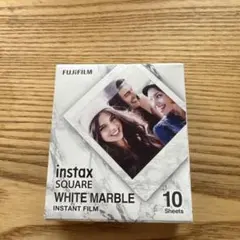 FUJIFILM
instax
SQUARE
WHITE MARBLE
INSTANT FILM
10
Sheets